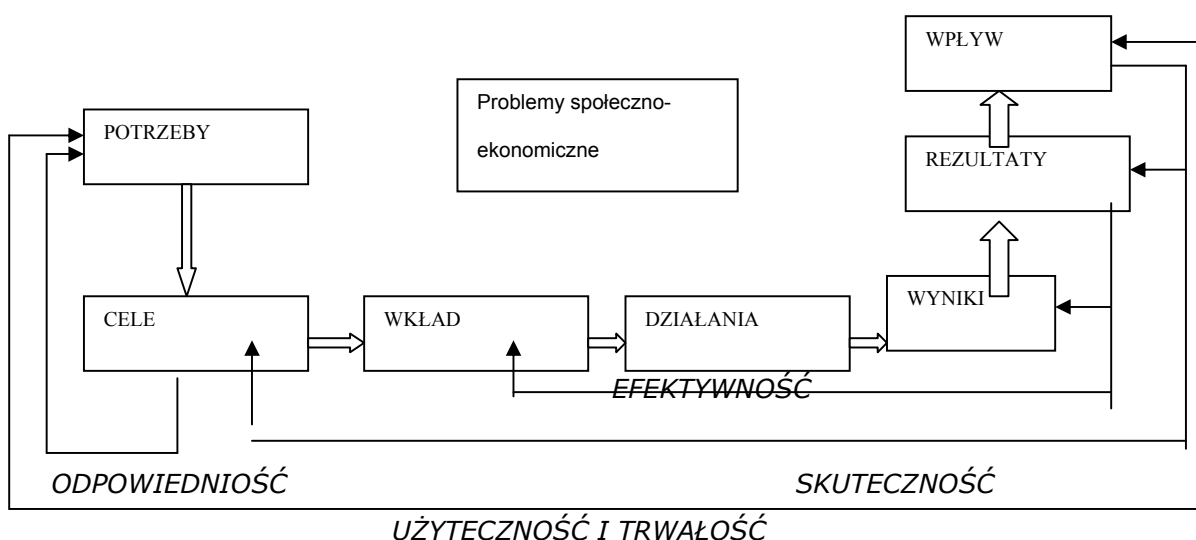 WPŁYW
Problemy społeczno-
ekonomiczne
POTRZEBY
REZULTATY
CELE
WKŁAD
DZIAŁANIA
WYNIKI
EFEKTYWNOŚĆ
ODPOWIEDNIOŚĆ
SKUTECZNOŚĆ
UŻYTECZNOŚĆ I TRWAŁOŚĆ